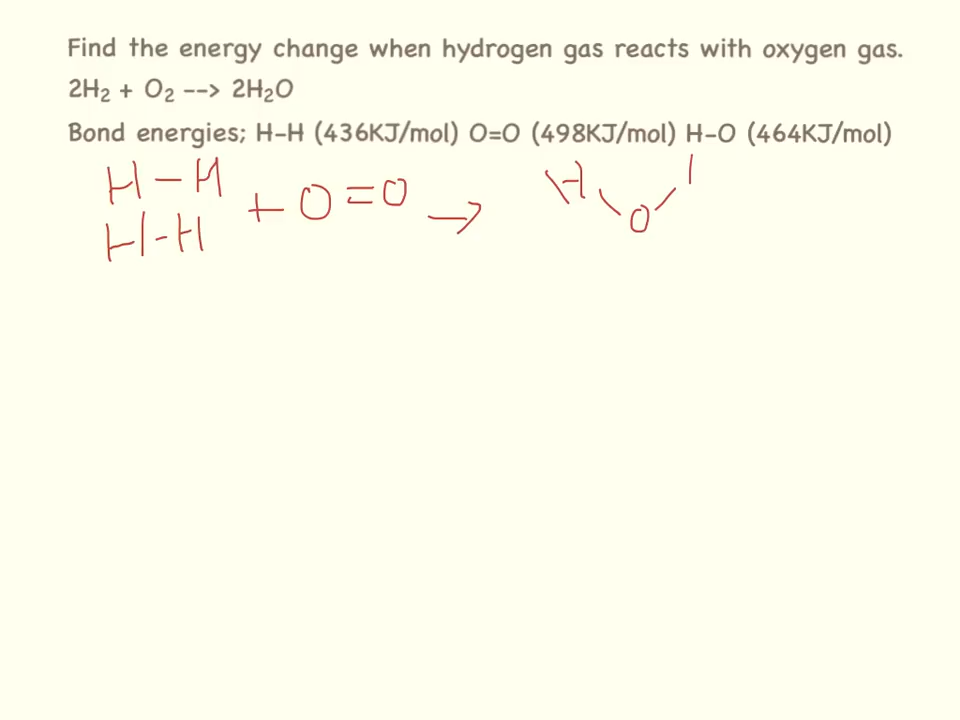 Find the energy change when hydrogen gas reacts with oxygen gas.
2H₂ + O₂ --> 2H₂O
Bond energies; H-H (436KJ/mol) O=O (498KJ/mol) H-O (464KJ/mol)
H - H + O = O → H \ O /
H - H